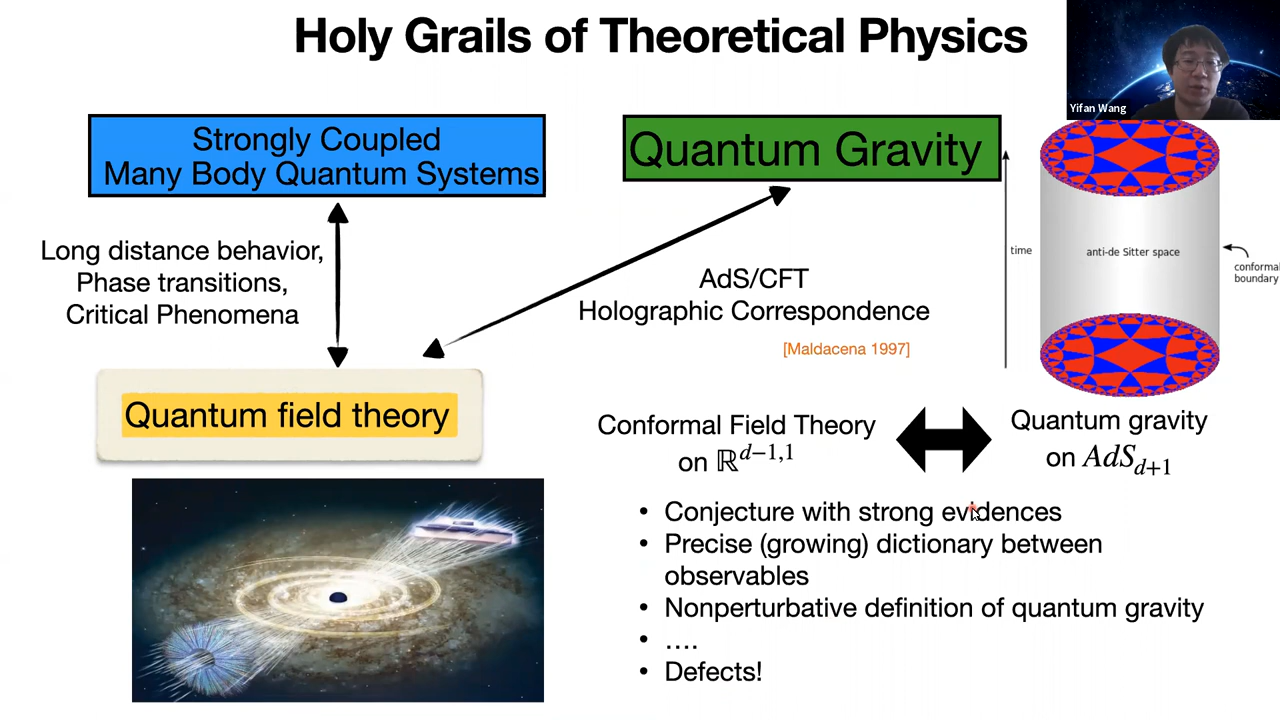 Holy Grails of Theoretical Physics
Yifan Wang
Strongly Coupled
Many Body Quantum Systems
Quantum Gravity
Long distance behavior,
Phase transitions,
Critical Phenomena
AdS/CFT
Holographic Correspondence
[Maldacena 1997]
time
anti-de Sitter space
conformal
boundary
Quantum field theory
Conformal Field Theory
on ℝ^{d−1,1}
Quantum gravity
on AdS_{d+1}
• Conjecture with strong evidences
• Precise (growing) dictionary between
observables
• Nonperturbative definition of quantum gravity
• ....
• Defects!